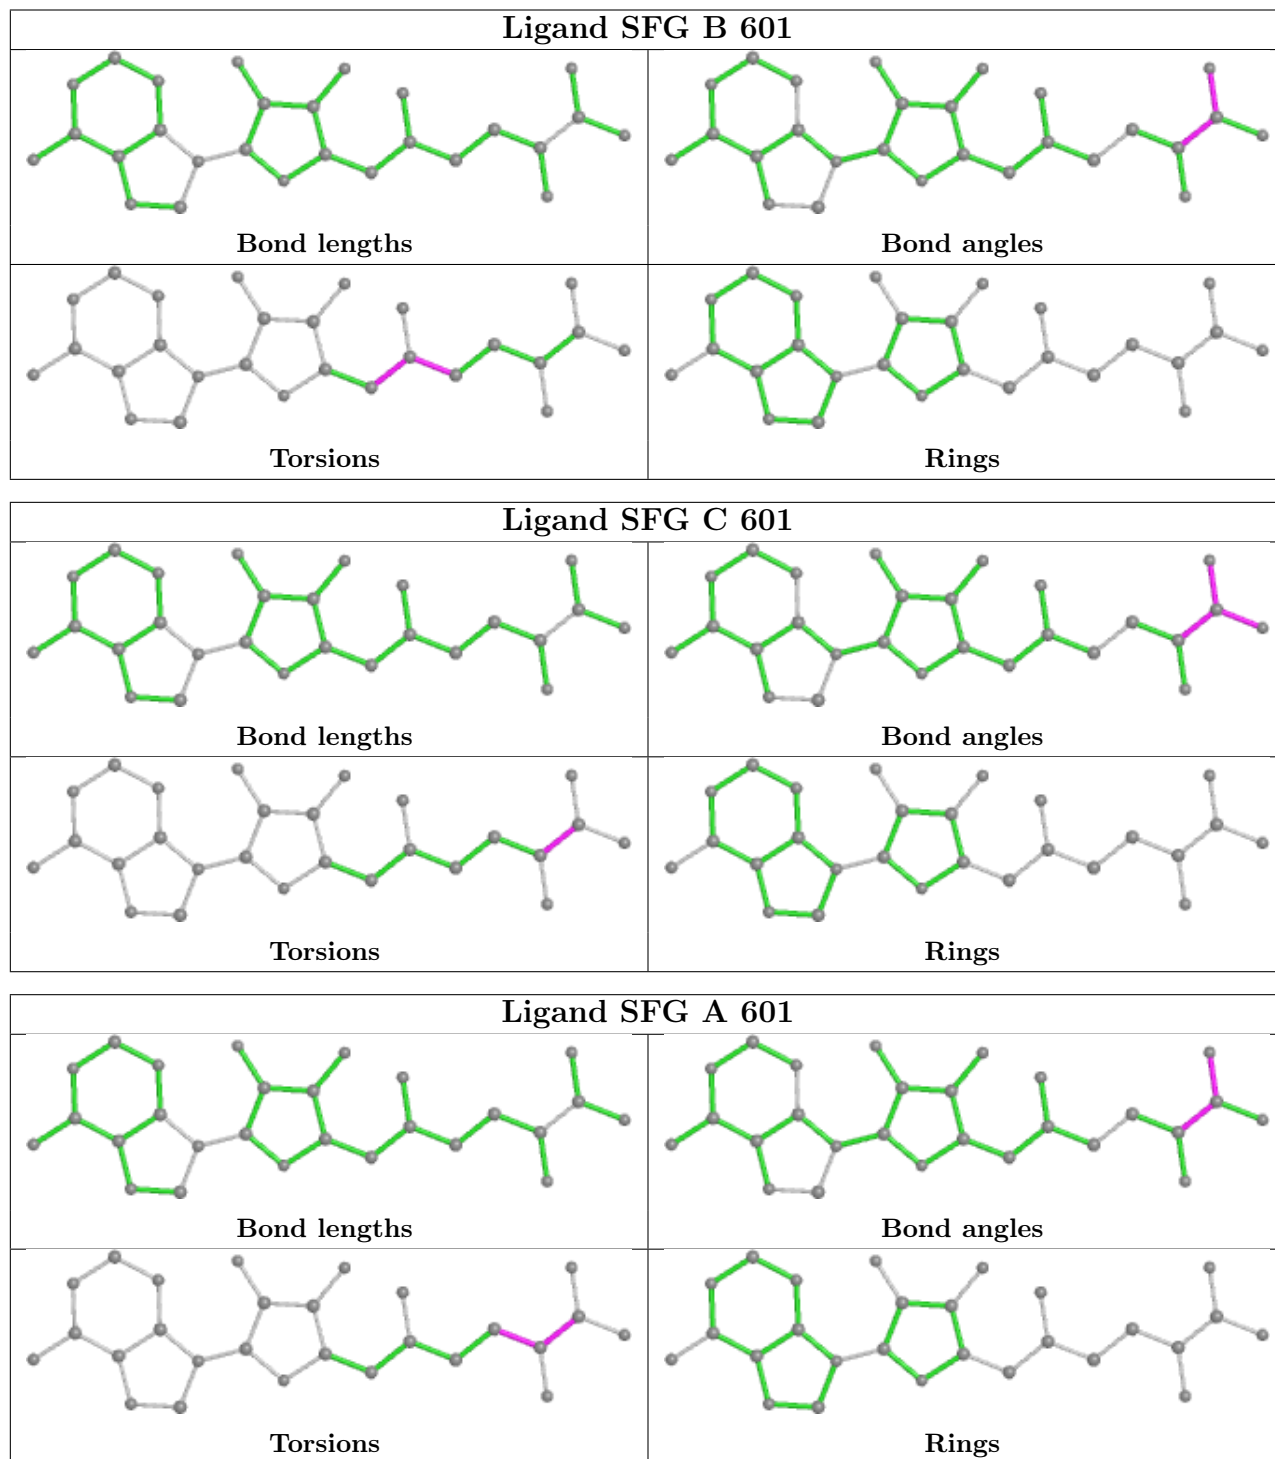 Ligand SFG B 601
Bond lengths
Bond angles
Torsions
Rings
Ligand SFG C 601
Bond lengths
Bond angles
Torsions
Rings
Ligand SFG A 601
Bond lengths
Bond angles
Torsions
Rings